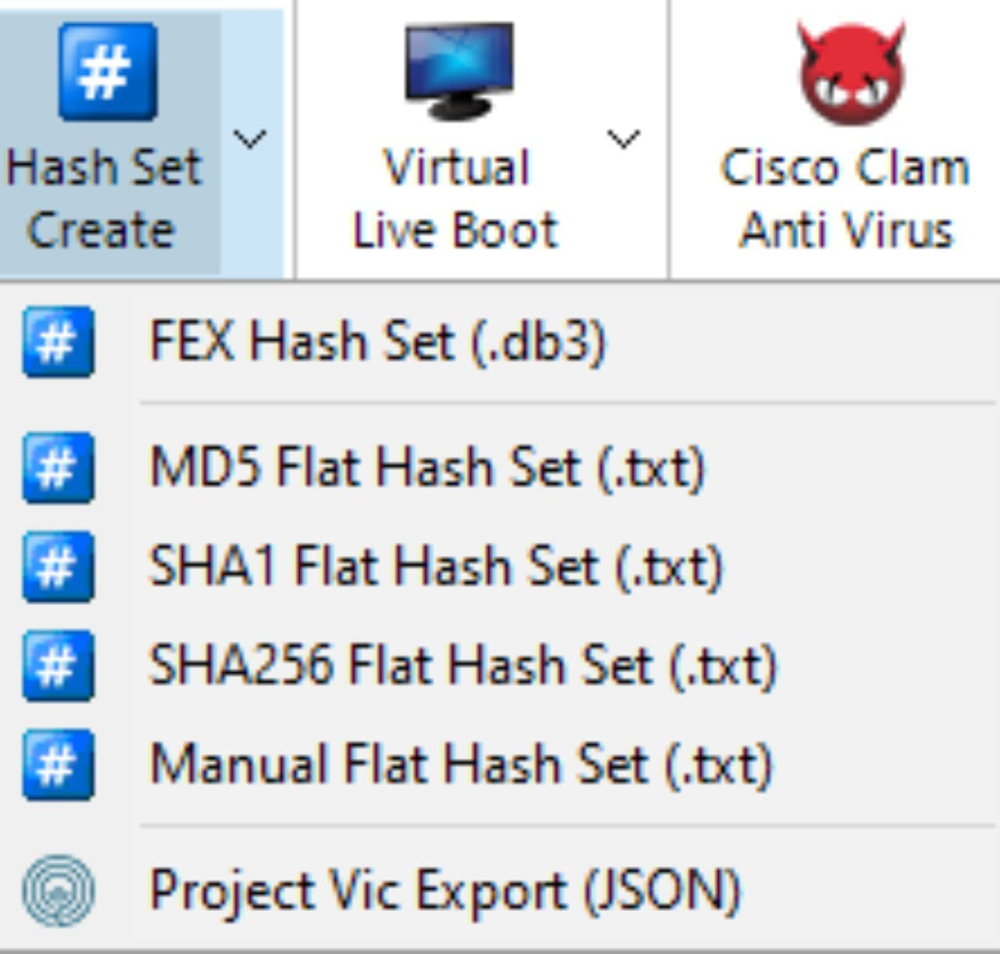 Hash Set
Create
Virtual
Live Boot
Cisco Clam
Anti Virus
FEX Hash Set (.db3)
MD5 Flat Hash Set (.txt)
SHA1 Flat Hash Set (.txt)
SHA256 Flat Hash Set (.txt)
Manual Flat Hash Set (.txt)
Project Vic Export (JSON)